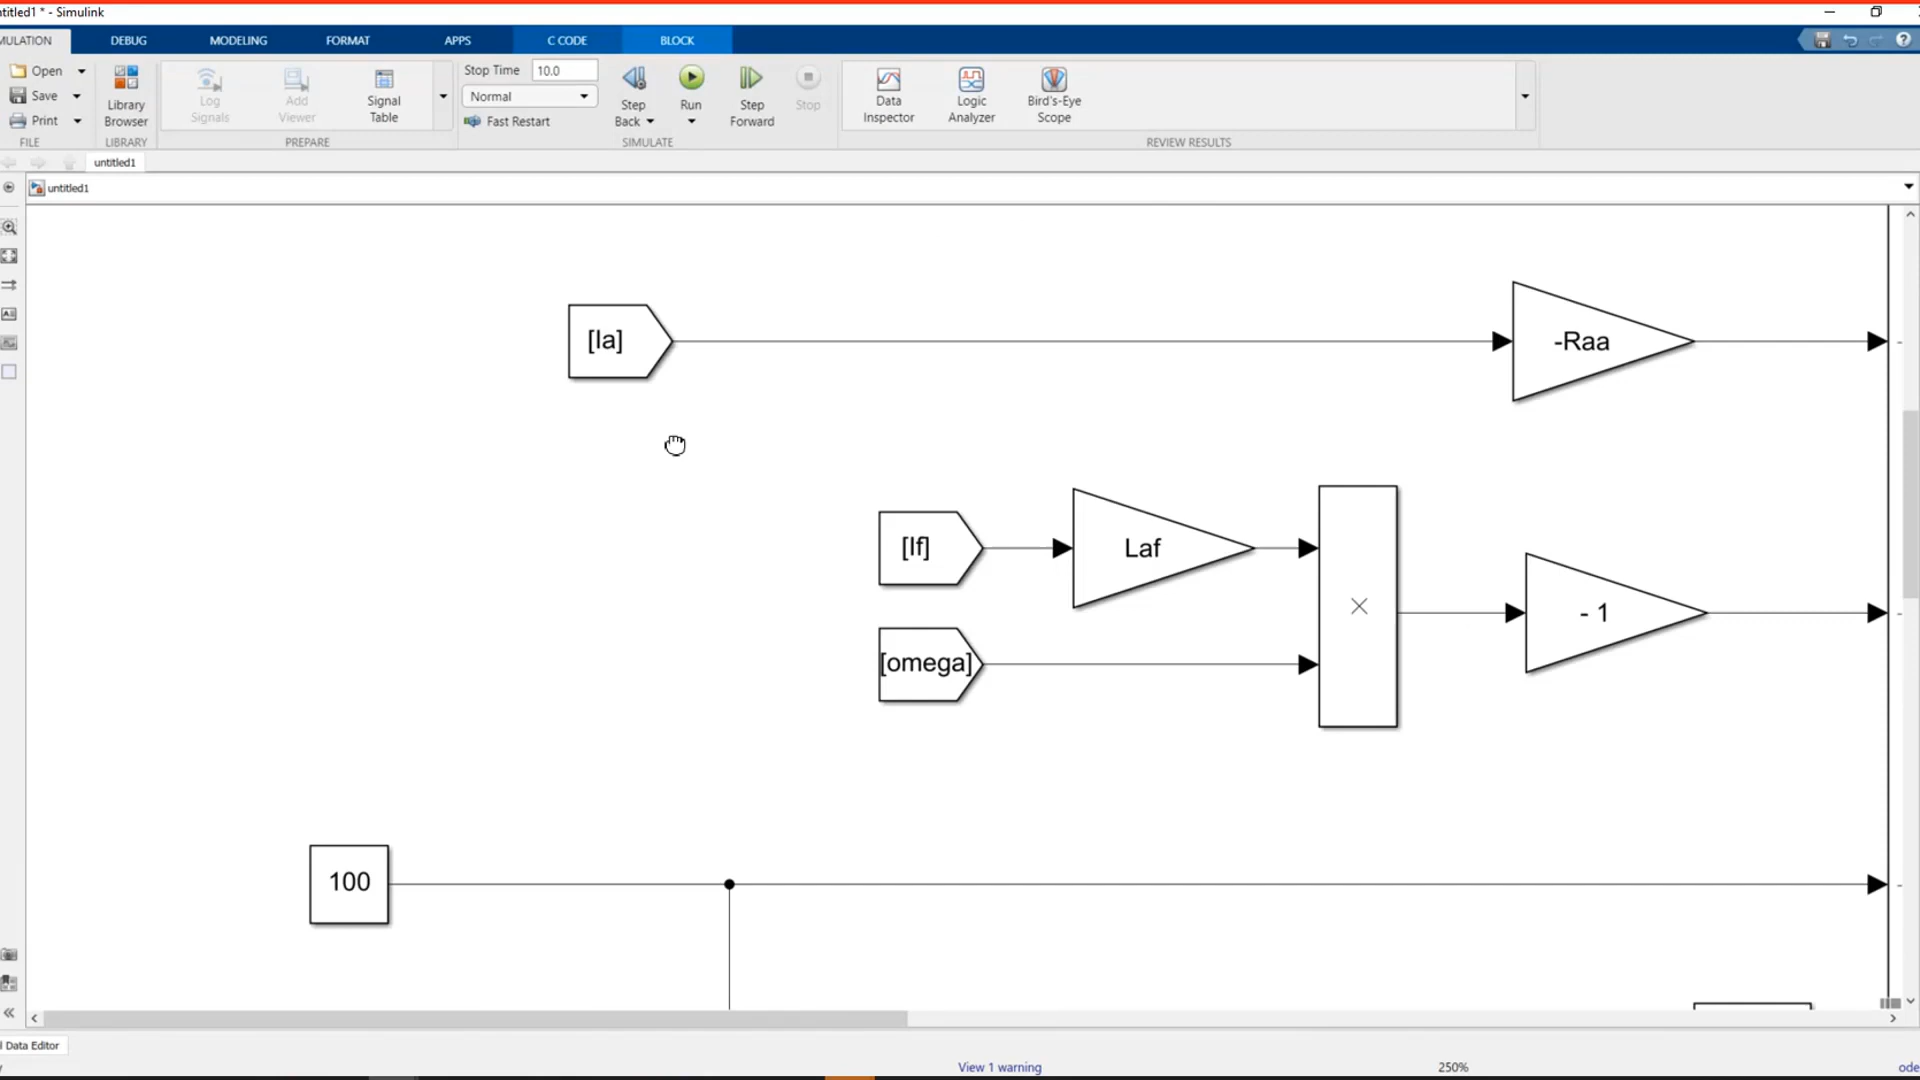 ntitled1 * - Simulink
MULATION
DEBUG
MODELING
FORMAT
APPS
C CODE
BLOCK
Open
Save
Print
FILE
Library
Browser
LIBRARY
Log
Signals
Add
Viewer
Signal
Table
PREPARE
Stop Time 10.0
Normal
Fast Restart
Step
Back
Run
Step
Forward
Stop
SIMULATE
Data
Inspector
Logic
Analyzer
Bird's-Eye
Scope
REVIEW RESULTS
untitled1
untitled1
[Ia]
-Raa
[If]
Laf
- 1
[omega]
100
l Data Editor
View 1 warning
250%
ode